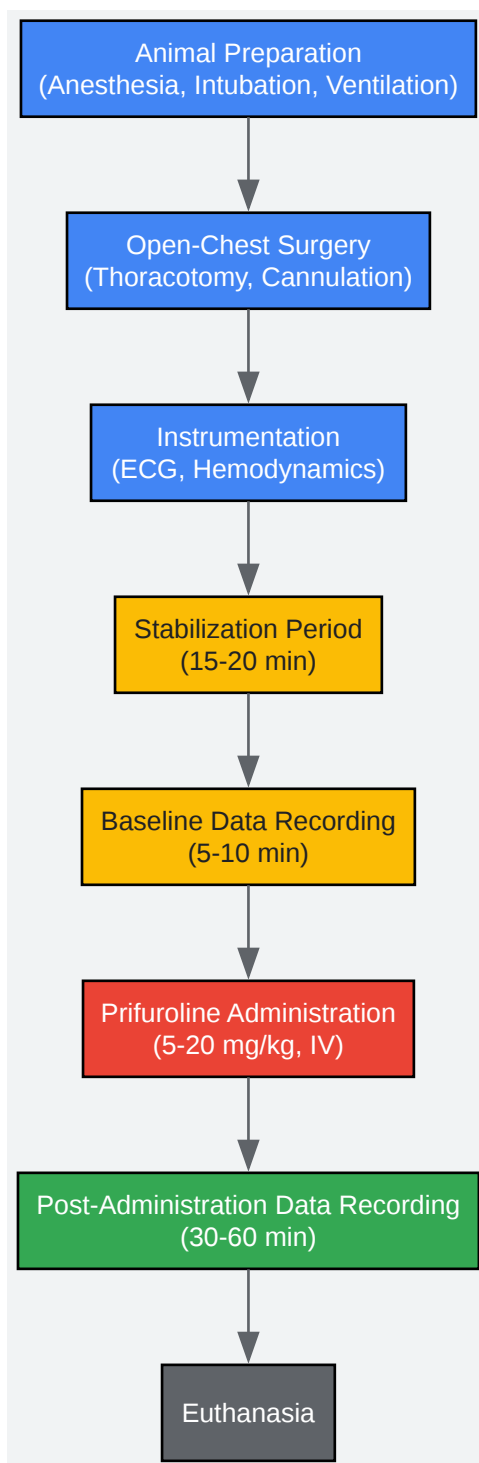 Animal Preparation
(Anesthesia, Intubation, Ventilation)
Open-Chest Surgery
(Thoracotomy, Cannulation)
Instrumentation
(ECG, Hemodynamics)
Stabilization Period
(15-20 min)
Baseline Data Recording
(5-10 min)
Prifuroline Administration
(5-20 mg/kg, IV)
Post-Administration Data Recording
(30-60 min)
Euthanasia